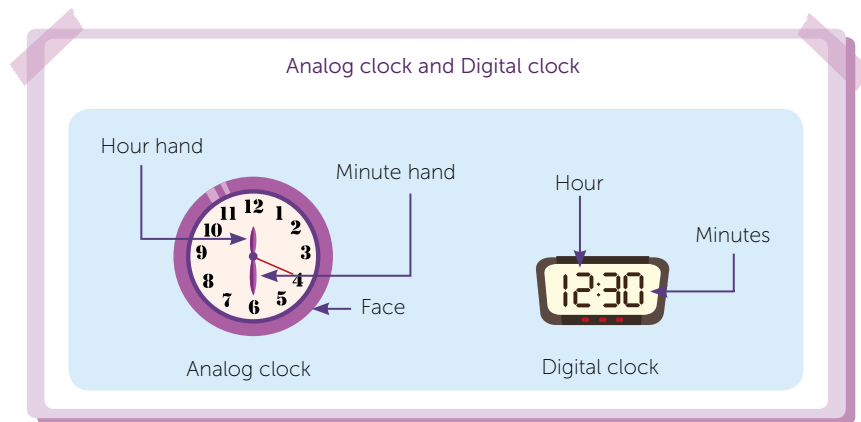 Analog clock and Digital clock
Hour hand
Minute hand
Hour
Minutes
12
11
1
10
2
9
3
8
4
7
5
6
12:30
Face
Analog clock
Digital clock